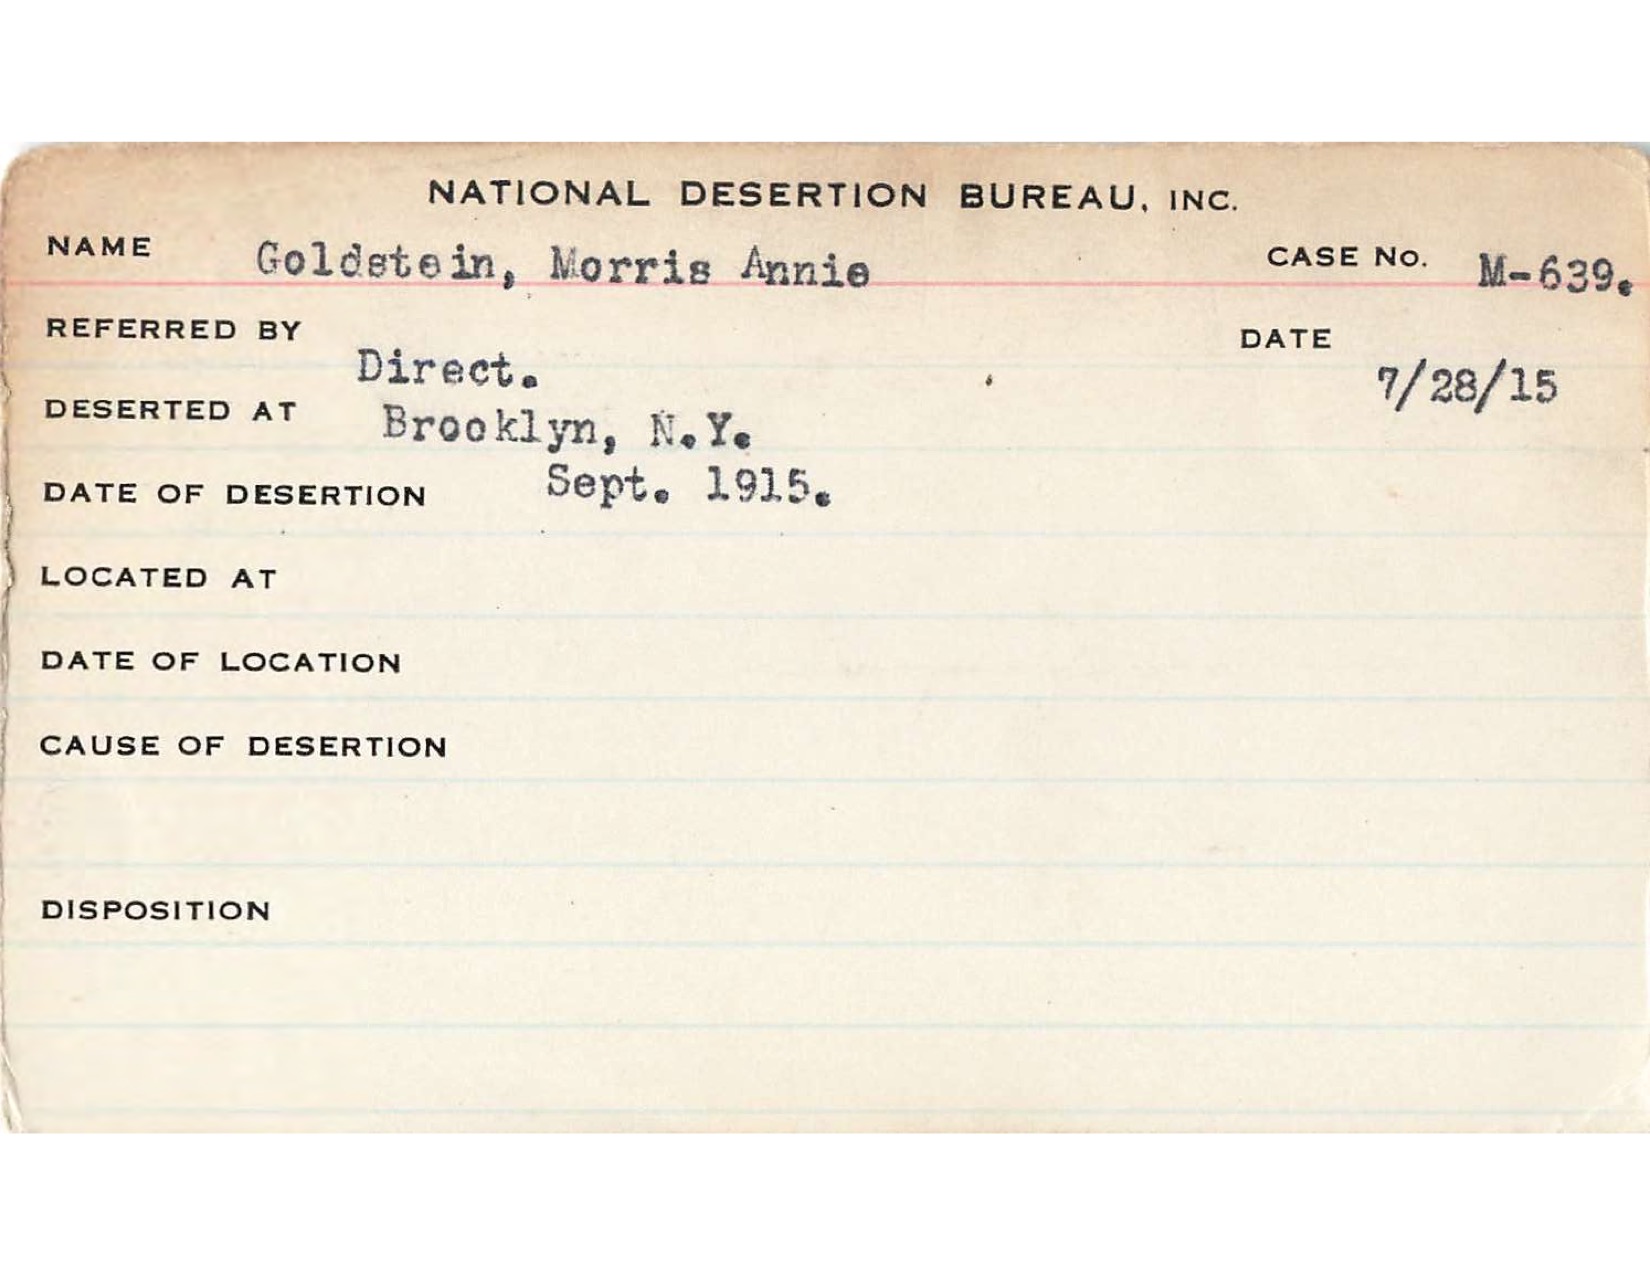 NATIONAL DESERTION BUREAU, INC.
NAME Goldstein, Morris Annie CASE No. M-639.
REFERRED BY Direct. DATE 7/28/15
DESERTED AT Brooklyn, N.Y.
DATE OF DESERTION Sept. 1915.
LOCATED AT
DATE OF LOCATION
CAUSE OF DESERTION
DISPOSITION